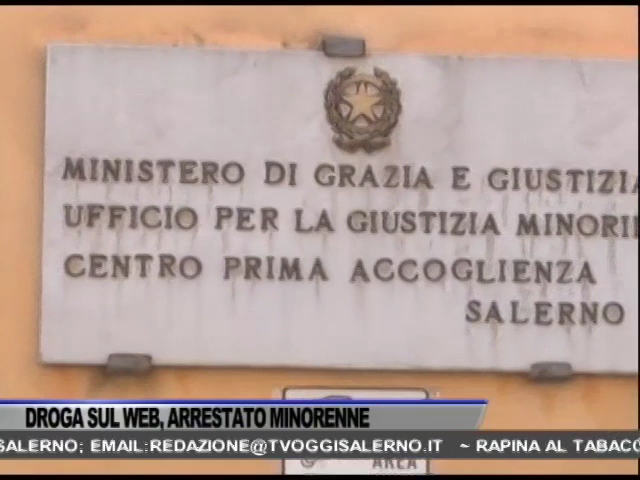 MINISTERO DI GRAZIA E GIUSTIZIA
UFFICIO PER LA GIUSTIZIA MINORI
CENTRO PRIMA ACCOGLIENZA
SALERNO
DROGA SUL WEB, ARRESTATO MINORENNE
SALERNO; EMAIL:REDAZIONE@TVOGGISALERNO.IT ~ RAPINA AL TABACC
AREA